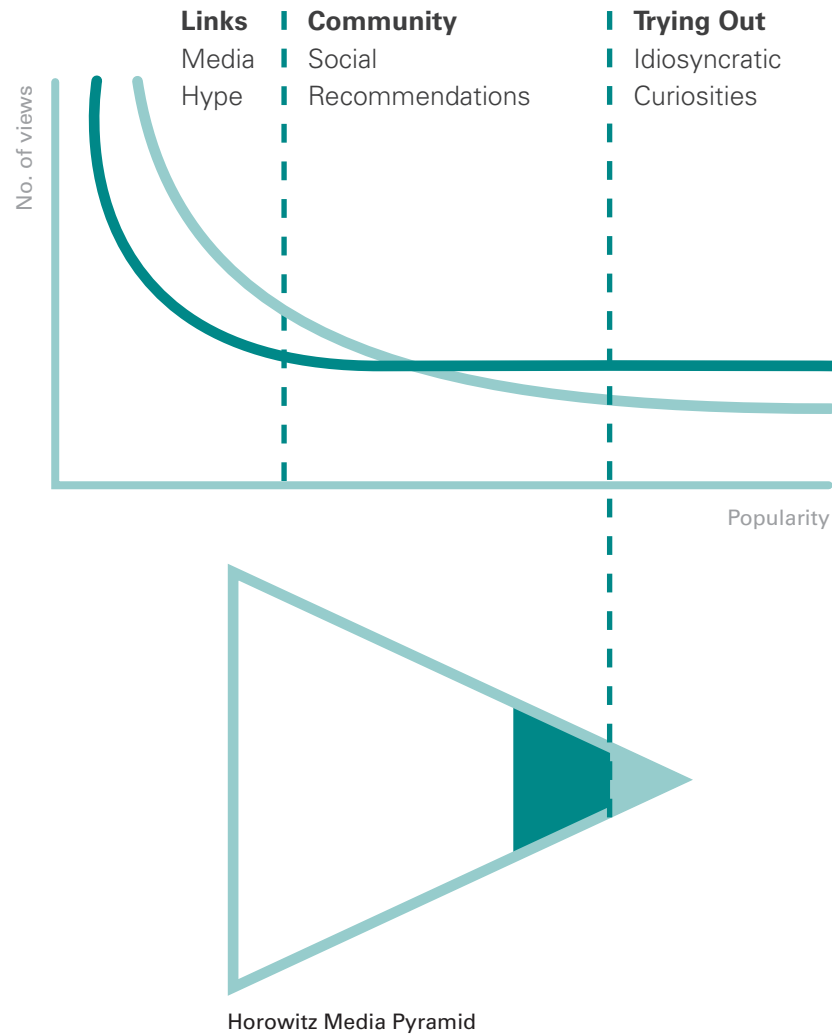 Links
Media
Hype
Community
Social
Recommendations
Trying Out
Idiosyncratic
Curiosities
No. of views
Popularity
Horowitz Media Pyramid